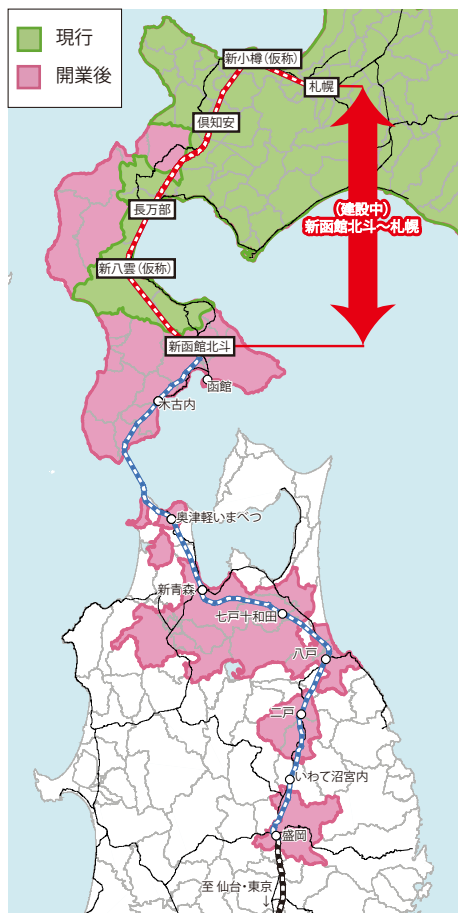 現行
開業後
新小樽(仮称)
札幌
倶知安
長万部
(建設中)
新函館北斗〜札幌
新八雲(仮称)
新函館北斗
函館
木古内
奥津軽いまべつ
新青森
七戸十和田
八戸
二戸
いわて沼宮内
盛岡
至 仙台・東京
↓